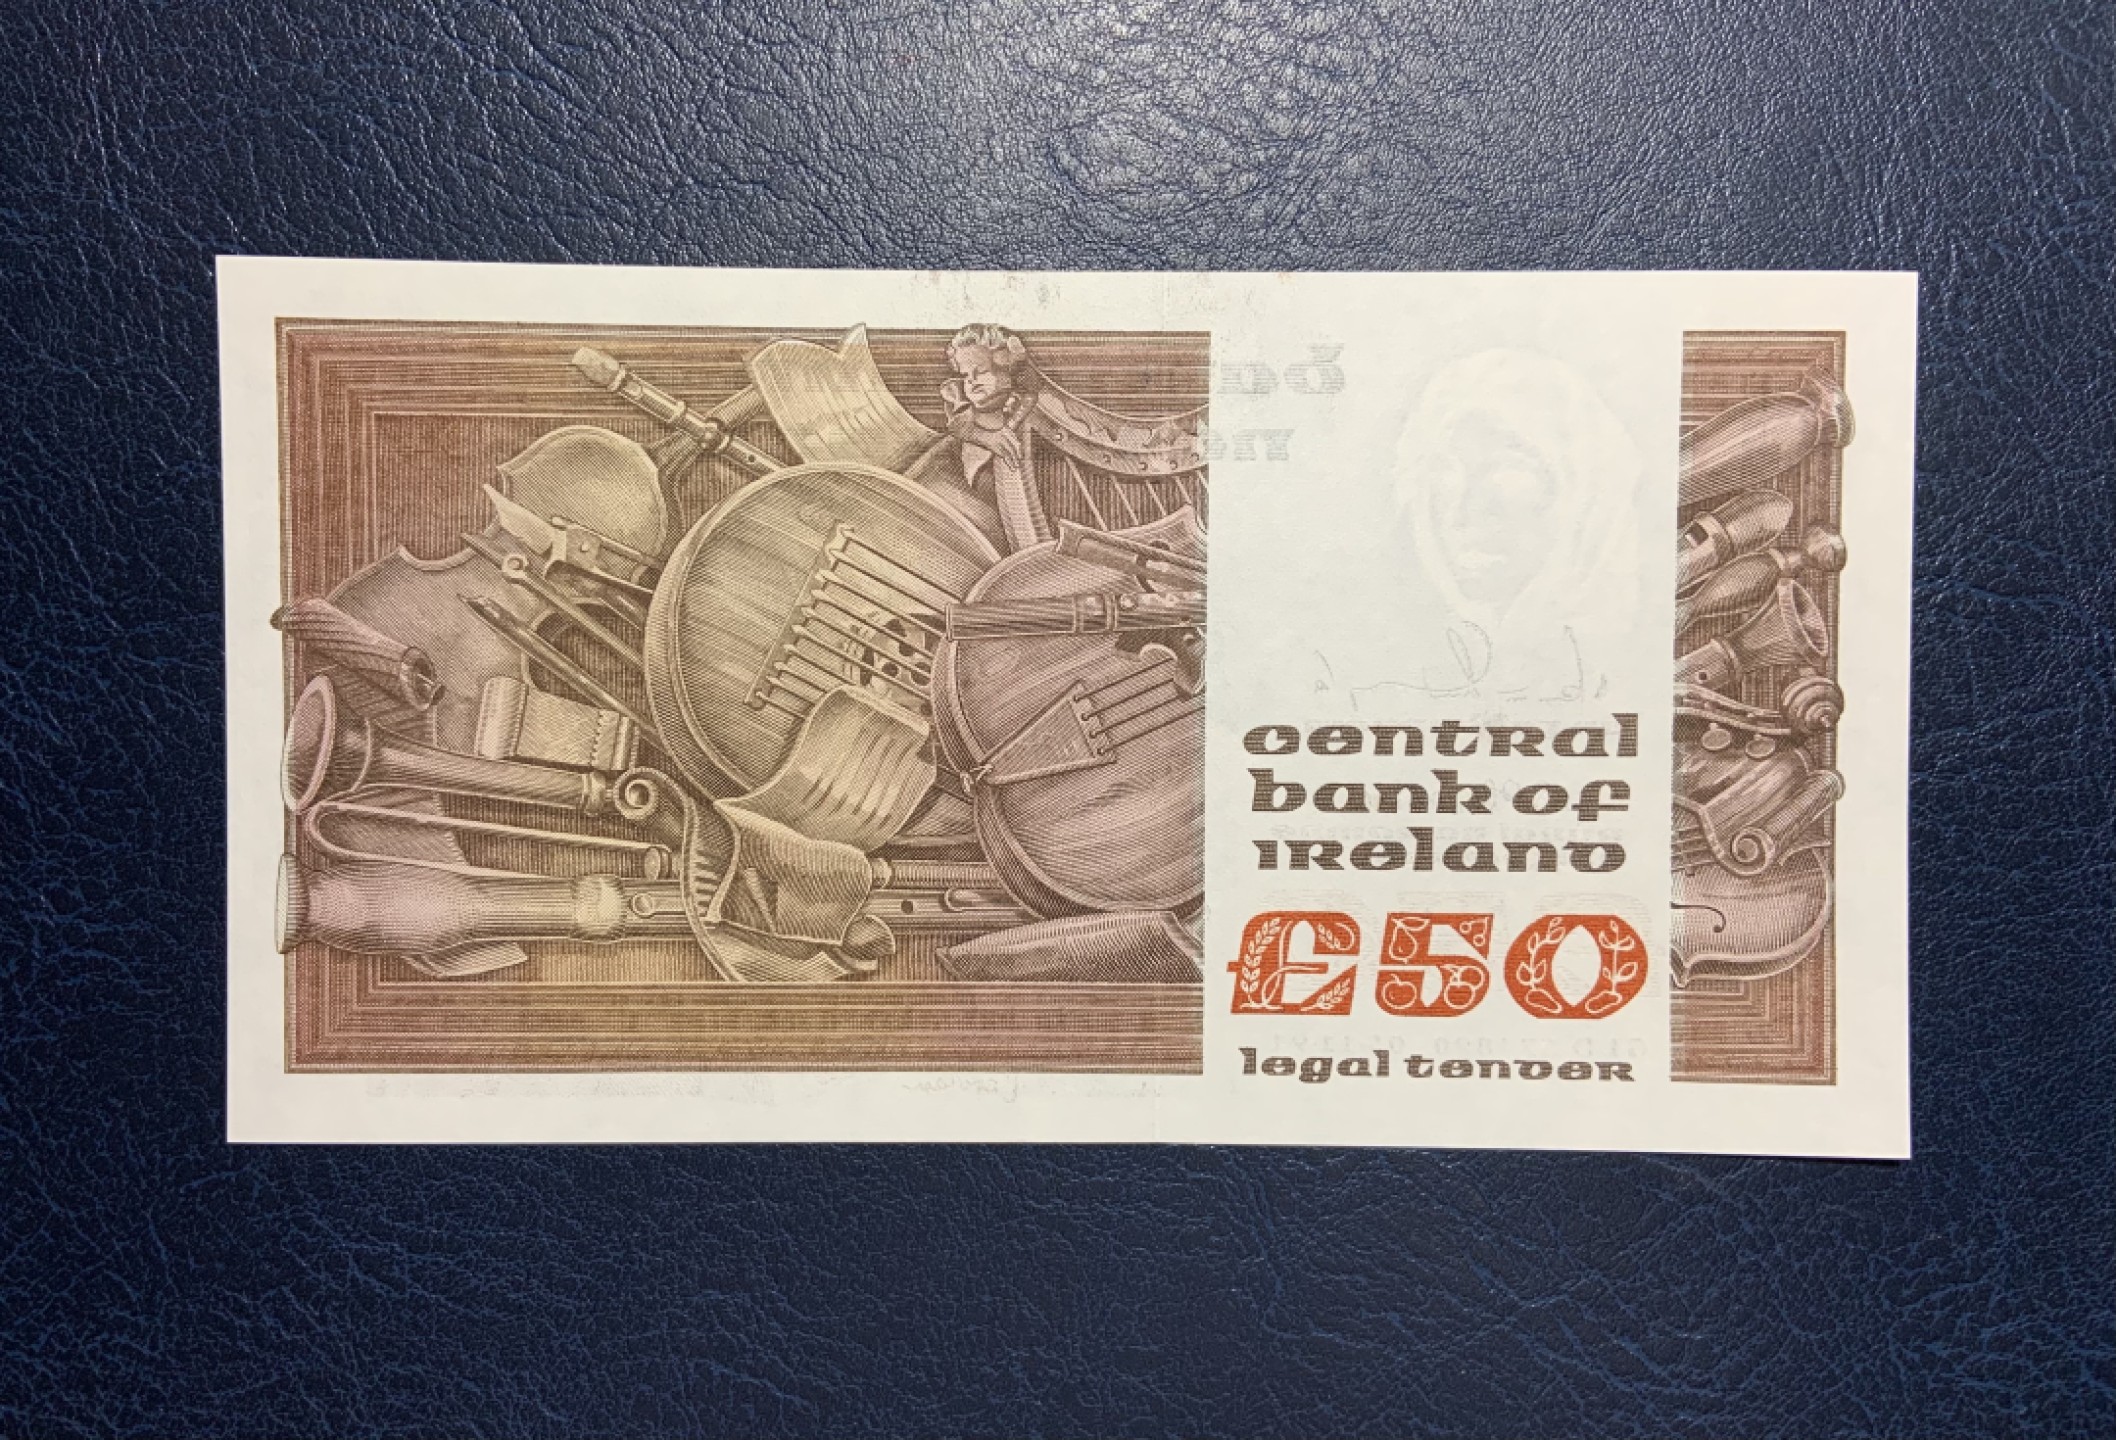 central
bank of
ireland
£50
legal tender